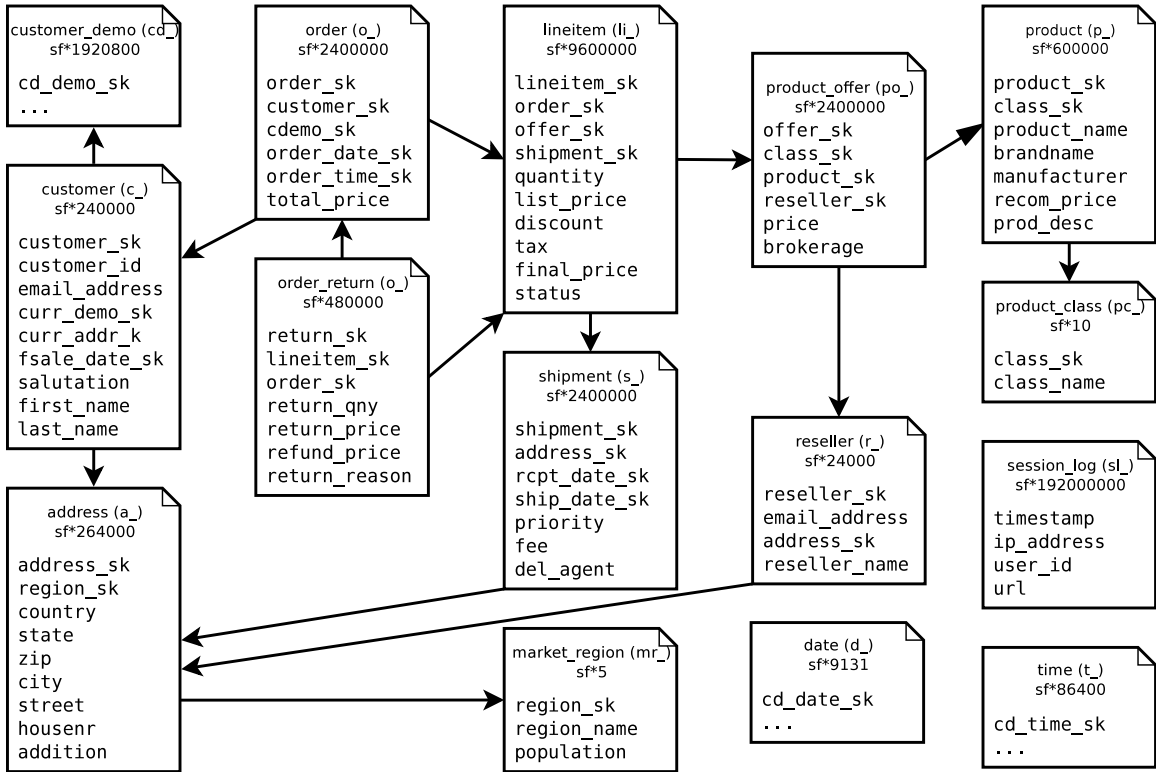 customer_demo (cd_)
sf*1920800
cd_demo_sk
...
customer (c_)
sf*240000
customer_sk
customer_id
email_address
curr_demo_sk
curr_addr_k
fsale_date_sk
salutation
first_name
last_name
address (a_)
sf*264000
address_sk
region_sk
country
state
zip
city
street
housenr
addition
order (o_)
sf*2400000
order_sk
customer_sk
cdemo_sk
order_date_sk
order_time_sk
total_price
order_return (o_)
sf*480000
return_sk
lineitem_sk
order_sk
return_qny
return_price
refund_price
return_reason
lineitem (li_)
sf*9600000
lineitem_sk
order_sk
offer_sk
shipment_sk
quantity
list_price
discount
tax
final_price
status
shipment (s_)
sf*2400000
shipment_sk
address_sk
rcpt_date_sk
ship_date_sk
priority
fee
del_agent
market_region (mr_)
sf*5
region_sk
region_name
population
product_offer (po_)
sf*2400000
offer_sk
class_sk
product_sk
reseller_sk
price
brokerage
reseller (r_)
sf*24000
reseller_sk
email_address
address_sk
reseller_name
date (d_)
sf*9131
cd_date_sk
...
product (p_)
sf*600000
product_sk
class_sk
product_name
brandname
manufacturer
recom_price
prod_desc
product_class (pc_)
sf*10
class_sk
class_name
session_log (sl_)
sf*192000000
timestamp
ip_address
user_id
url
time (t_)
sf*86400
cd_time_sk
...